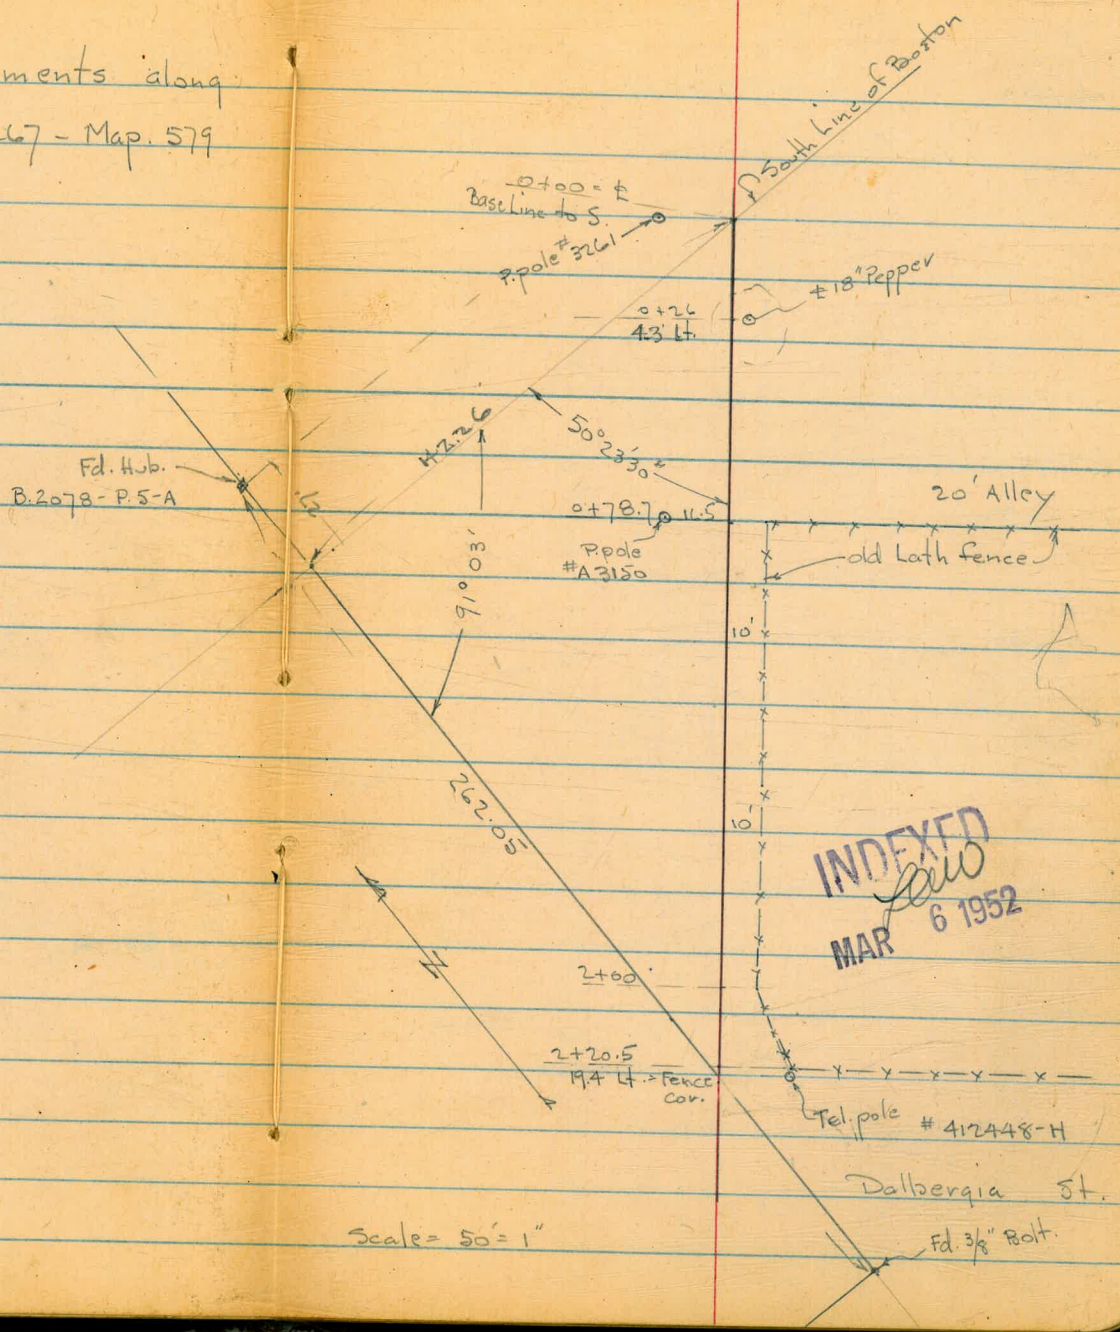 ments along
67 - Map. 579
South Line of Boston
0+00 = ℄
Base Line to S.
P.pole #3261
℄ 18" Pepper
0+26
4.3' Lt.
50°23'30"
Fd. Hub.
B.2078-P.5-A
91°03'
0+78.7
11.5
P.pole
#A3150
20' Alley
old Lath fence
10'
262.05
10'
INDEXED
MAR 6 1952
N
2+00
2+20.5
19.4 Lt. = Fence
cor.
Tel. pole # 412448-H
Dalbergia St.
Scale = 50' = 1"
Fd. 3/8" Bolt.